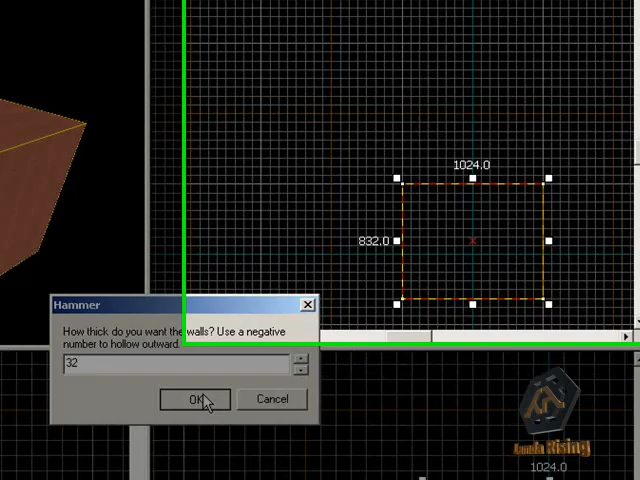 1024.0
832.0
Hammer
How thick do you want the walls? Use a negative
number to hollow outward.
32
OK
Cancel
Lambda Rising
1024.0